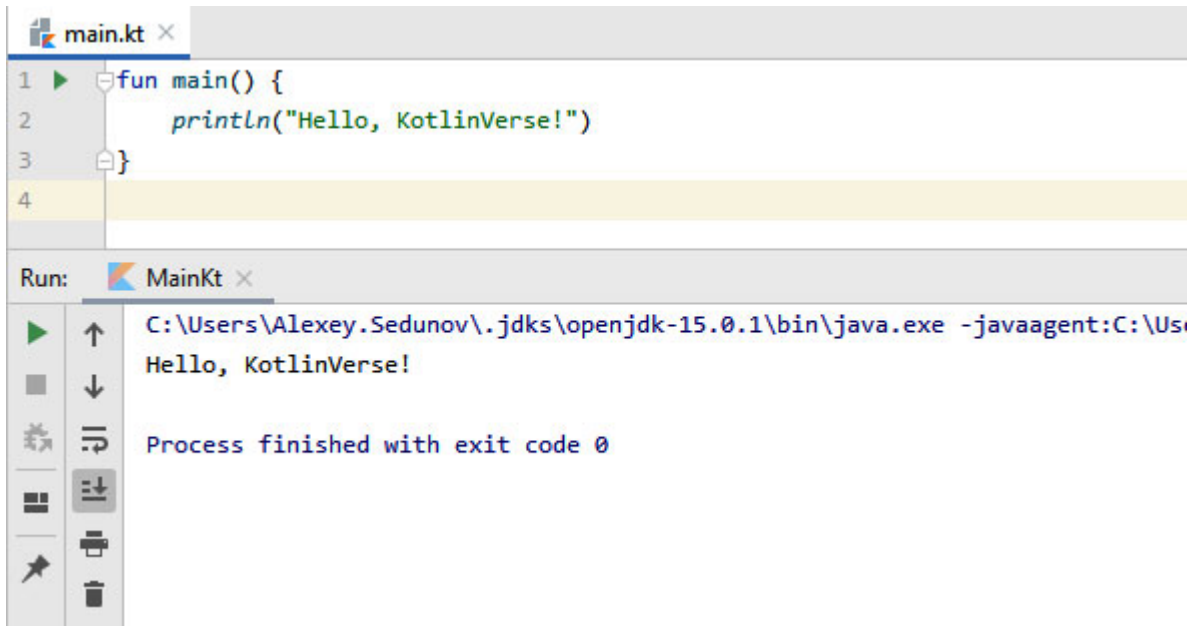 main.kt
1 fun main() {
2     println("Hello, KotlinVerse!")
3 }
4
Run: MainKt
C:\Users\Alexey.Sedunov\.jdks\openjdk-15.0.1\bin\java.exe -javaagent:C:\Us
Hello, KotlinVerse!
Process finished with exit code 0